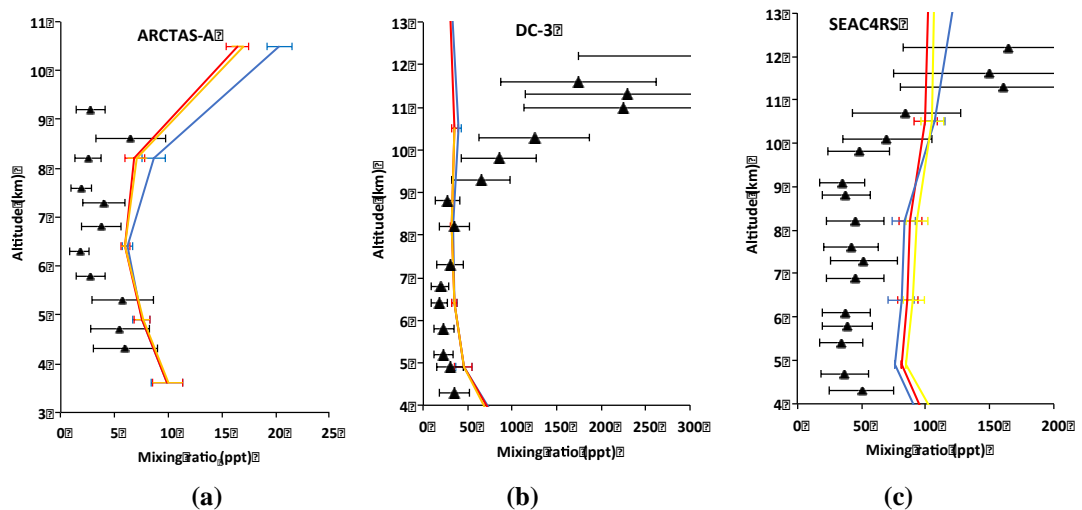 ARCTAS-A
Altitude (km)
11
10
9
8
7
6
5
4
3
0 5 10 15 20 25
Mixing ratio (ppt)
(a)
DC-3
Altitude (km)
13
12
11
10
9
8
7
6
5
4
0 50 100 150 200 250 300
Mixing ratio (ppt)
(b)
SEAC4RS
Altitude (km)
13
12
11
10
9
8
7
6
5
4
0 50 100 150 200
Mixing ratio (ppt)
(c)